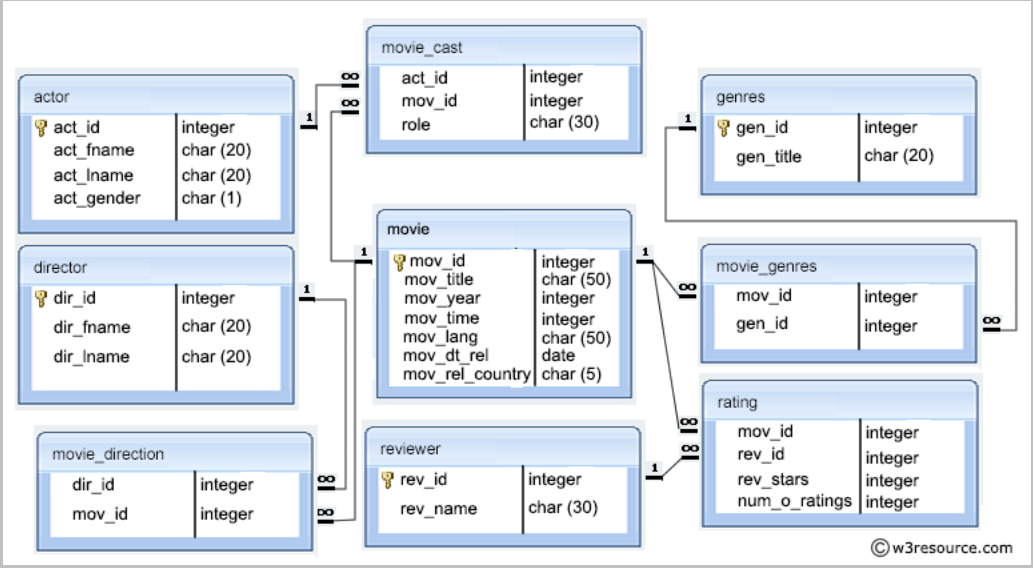 movie_cast
act_id integer
mov_id integer
role char (30)
actor
act_id integer
act_fname char (20)
act_lname char (20)
act_gender char (1)
genres
gen_id integer
gen_title char (20)
movie
mov_id integer
mov_title char (50)
mov_year integer
mov_time integer
mov_lang char (50)
mov_dt_rel date
mov_rel_country char (5)
director
dir_id integer
dir_fname char (20)
dir_lname char (20)
movie_genres
mov_id integer
gen_id integer
movie_direction
dir_id integer
mov_id integer
reviewer
rev_id integer
rev_name char (30)
rating
mov_id integer
rev_id integer
rev_stars integer
num_o_ratings integer
1 ∞
∞
1
1
1
1
∞
∞
1
∞
∞
∞
∞
1
© w3resource.com